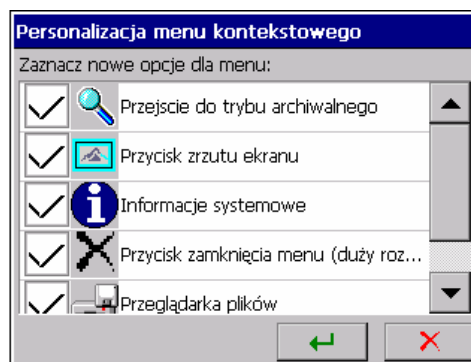 Personalizacja menu kontekstowego
Zaznacz nowe opcje dla menu:
Przejscie do trybu archiwalnego
Przycisk zrzutu ekranu
Informacje systemowe
Przycisk zamknięcia menu (duży roz...
Przeglądarka plików